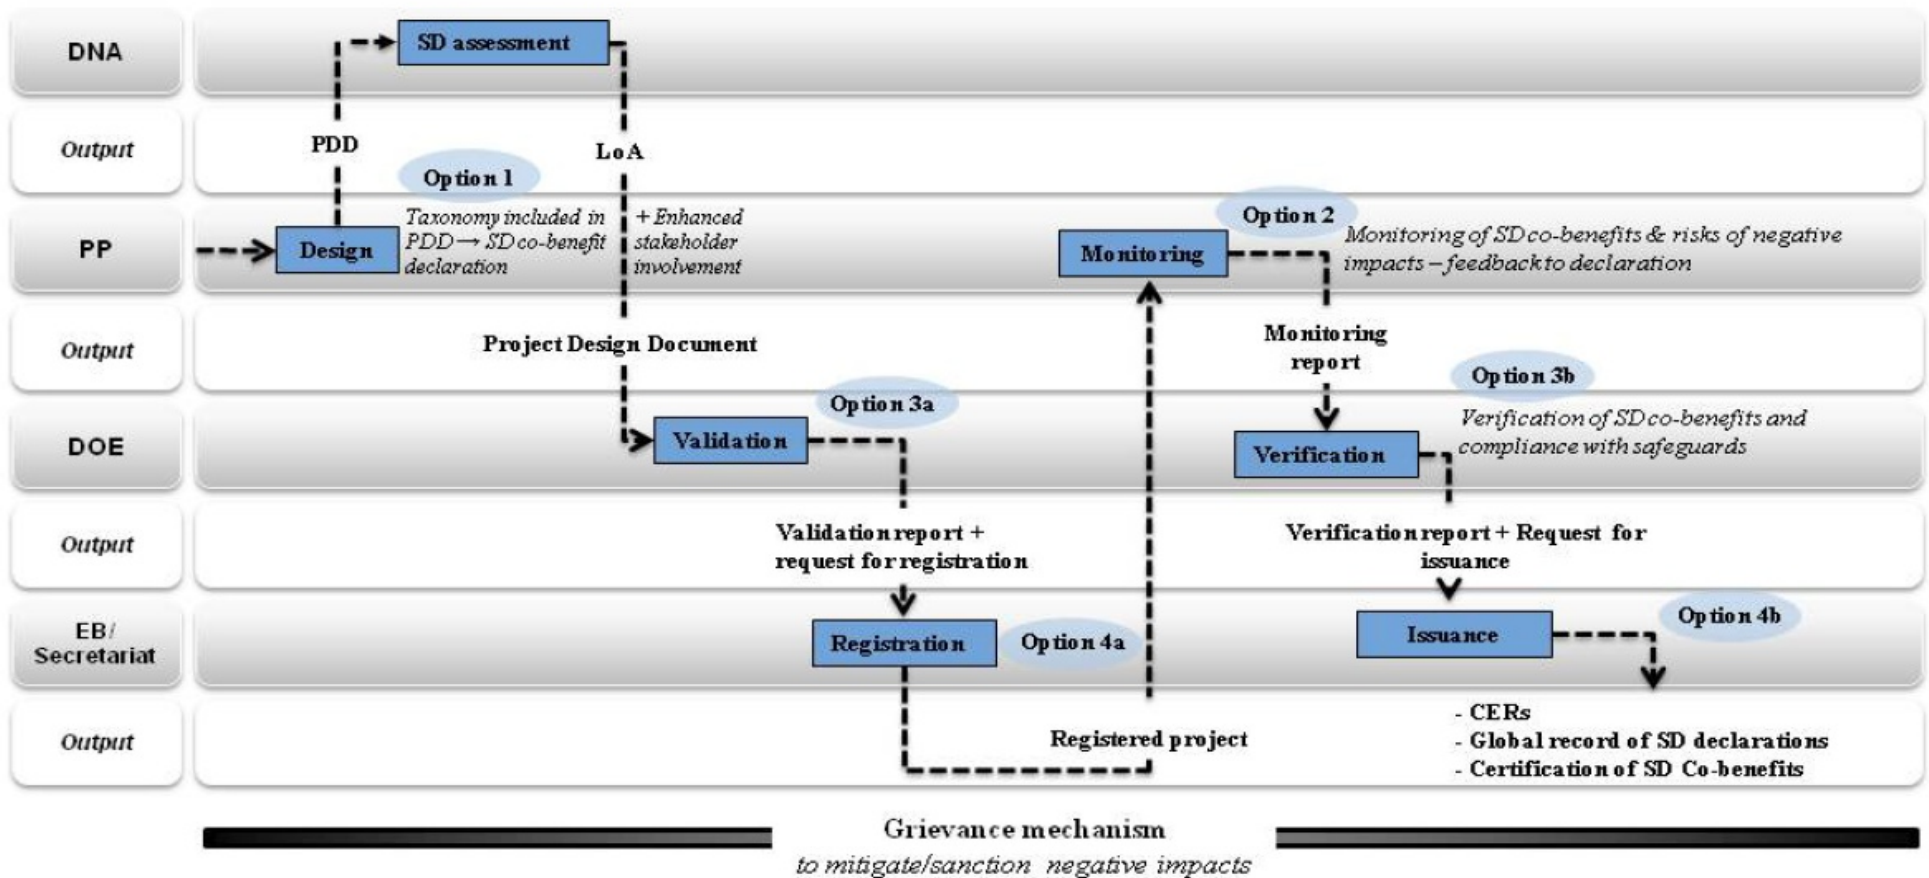 DNA
SD assessment
Output
PDD
LoA
Option 1
PP
Design
Taxonomy included in
PDD → SD co-benefit
declaration
+ Enhanced
stakeholder
involvement
Monitoring
Option 2
Monitoring of SD co-benefits & risks of negative
impacts – feedback to declaration
Output
Project Design Document
Monitoring
report
Option 3b
DOE
Validation
Option 3a
Verification
Verification of SD co-benefits and
compliance with safeguards
Output
Validation report +
request for registration
Verification report + Request for
issuance
EB/
Secretariat
Registration
Option 4a
Issuance
Option 4b
Output
Registered project
- CERs
- Global record of SD declarations
- Certification of SD Co-benefits
Grievance mechanism
to mitigate/sanction negative impacts